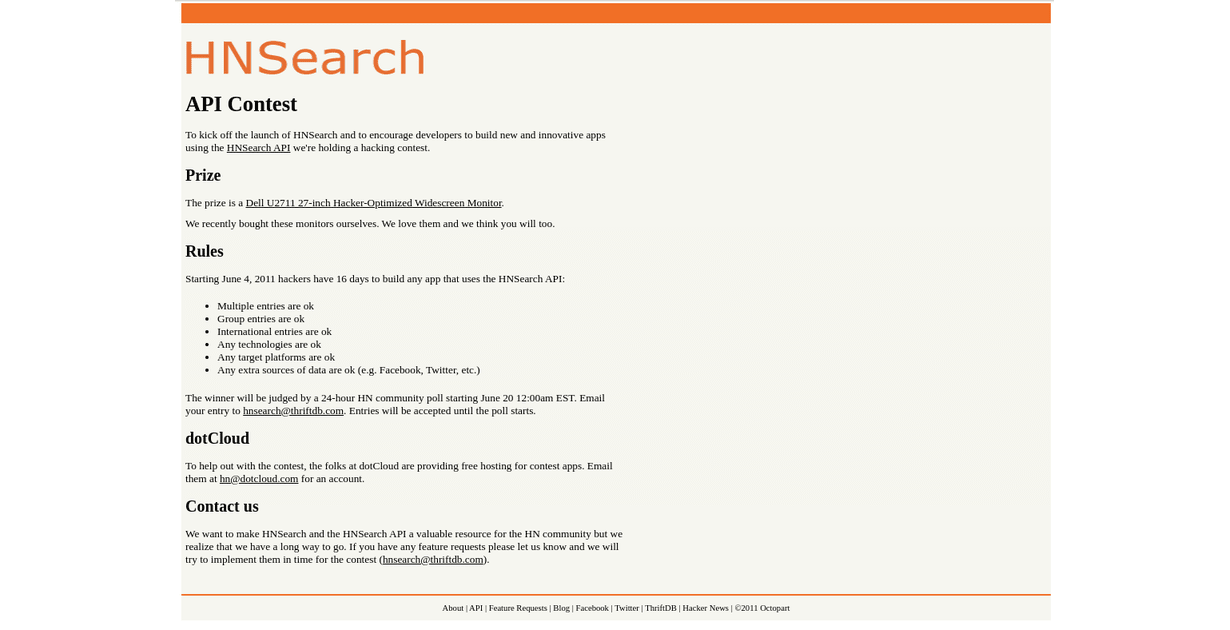 HNSearch
API Contest
To kick off the launch of HNSearch and to encourage developers to build new and innovative apps
using the HNSearch API we're holding a hacking contest.
Prize
The prize is a Dell U2711 27-inch Hacker-Optimized Widescreen Monitor.
We recently bought these monitors ourselves. We love them and we think you will too.
Rules
Starting June 4, 2011 hackers have 16 days to build any app that uses the HNSearch API:
• Multiple entries are ok
• Group entries are ok
• International entries are ok
• Any technologies are ok
• Any target platforms are ok
• Any extra sources of data are ok (e.g. Facebook, Twitter, etc.)
The winner will be judged by a 24-hour HN community poll starting June 20 12:00am EST. Email
your entry to hnsearch@thriftdb.com. Entries will be accepted until the poll starts.
dotCloud
To help out with the contest, the folks at dotCloud are providing free hosting for contest apps. Email
them at hn@dotcloud.com for an account.
Contact us
We want to make HNSearch and the HNSearch API a valuable resource for the HN community but we
realize that we have a long way to go. If you have any feature requests please let us know and we will
try to implement them in time for the contest (hnsearch@thriftdb.com).
About | API | Feature Requests | Blog | Facebook | Twitter | ThriftDB | Hacker News | ©2011 Octopart